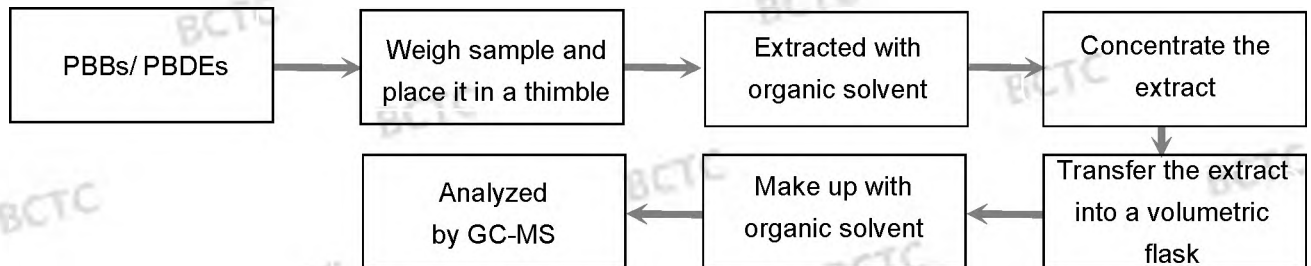 PBBs/ PBDEs
Weigh sample and
place it in a thimble
Extracted with
organic solvent
Concentrate the
extract
Transfer the extract
into a volumetric
flask
Make up with
organic solvent
Analyzed
by GC-MS
BCTC
BCTC
BCTC
BCTC
BCTC
BCTC
BCTC
BCTC